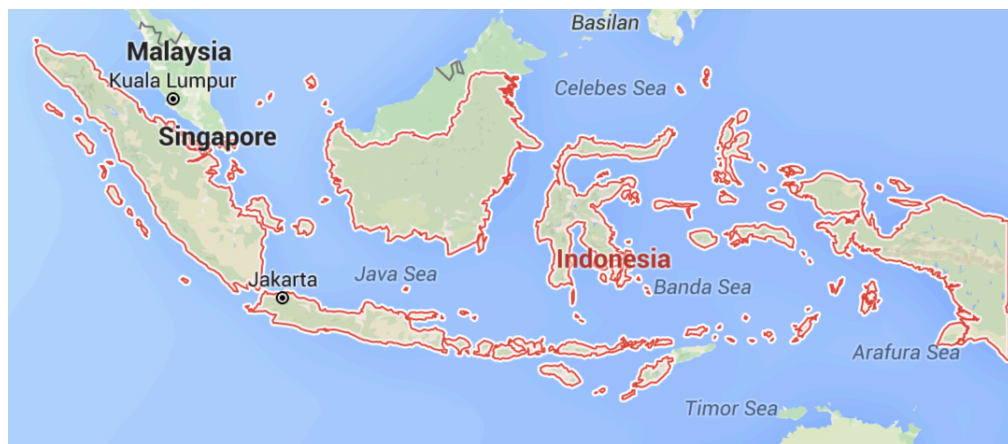 Basilan
Malaysia
Kuala Lumpur
Celebes Sea
Singapore
Indonesia
Java Sea
Jakarta
Banda Sea
Arafura Sea
Timor Sea